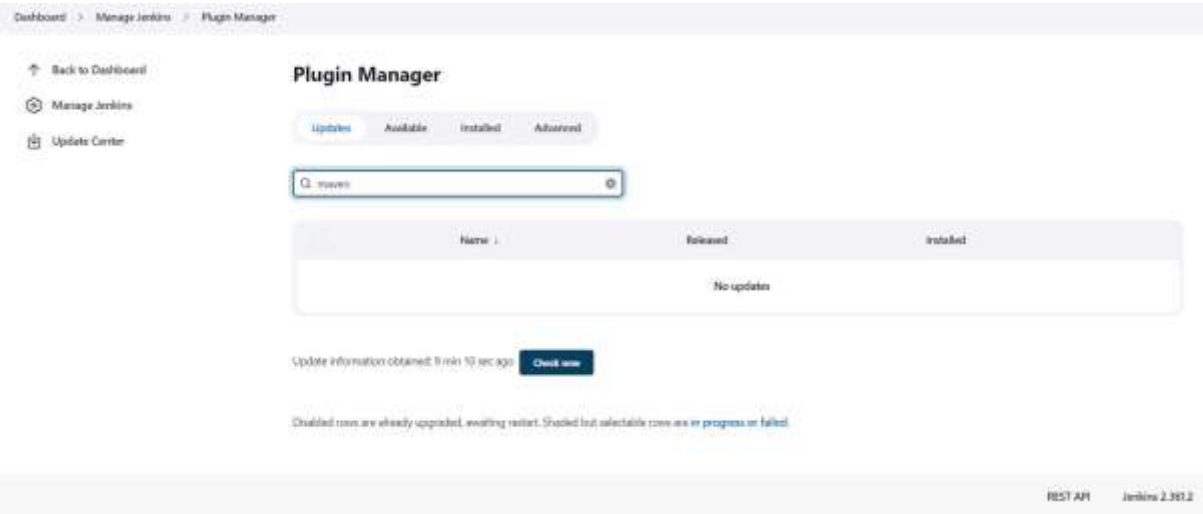 Dashboard > Manage Jenkins > Plugin Manager
Back to Dashboard
Manage Jenkins
Update Center
Plugin Manager
Updates Available Installed Advanced
maven
Name ↓ Released Installed
No updates
Update information obtained: 9 min 10 sec ago Check now
Disabled rows are already upgraded, awaiting restart. Shaded but selectable rows are in progress or failed.
REST API Jenkins 2.361.2